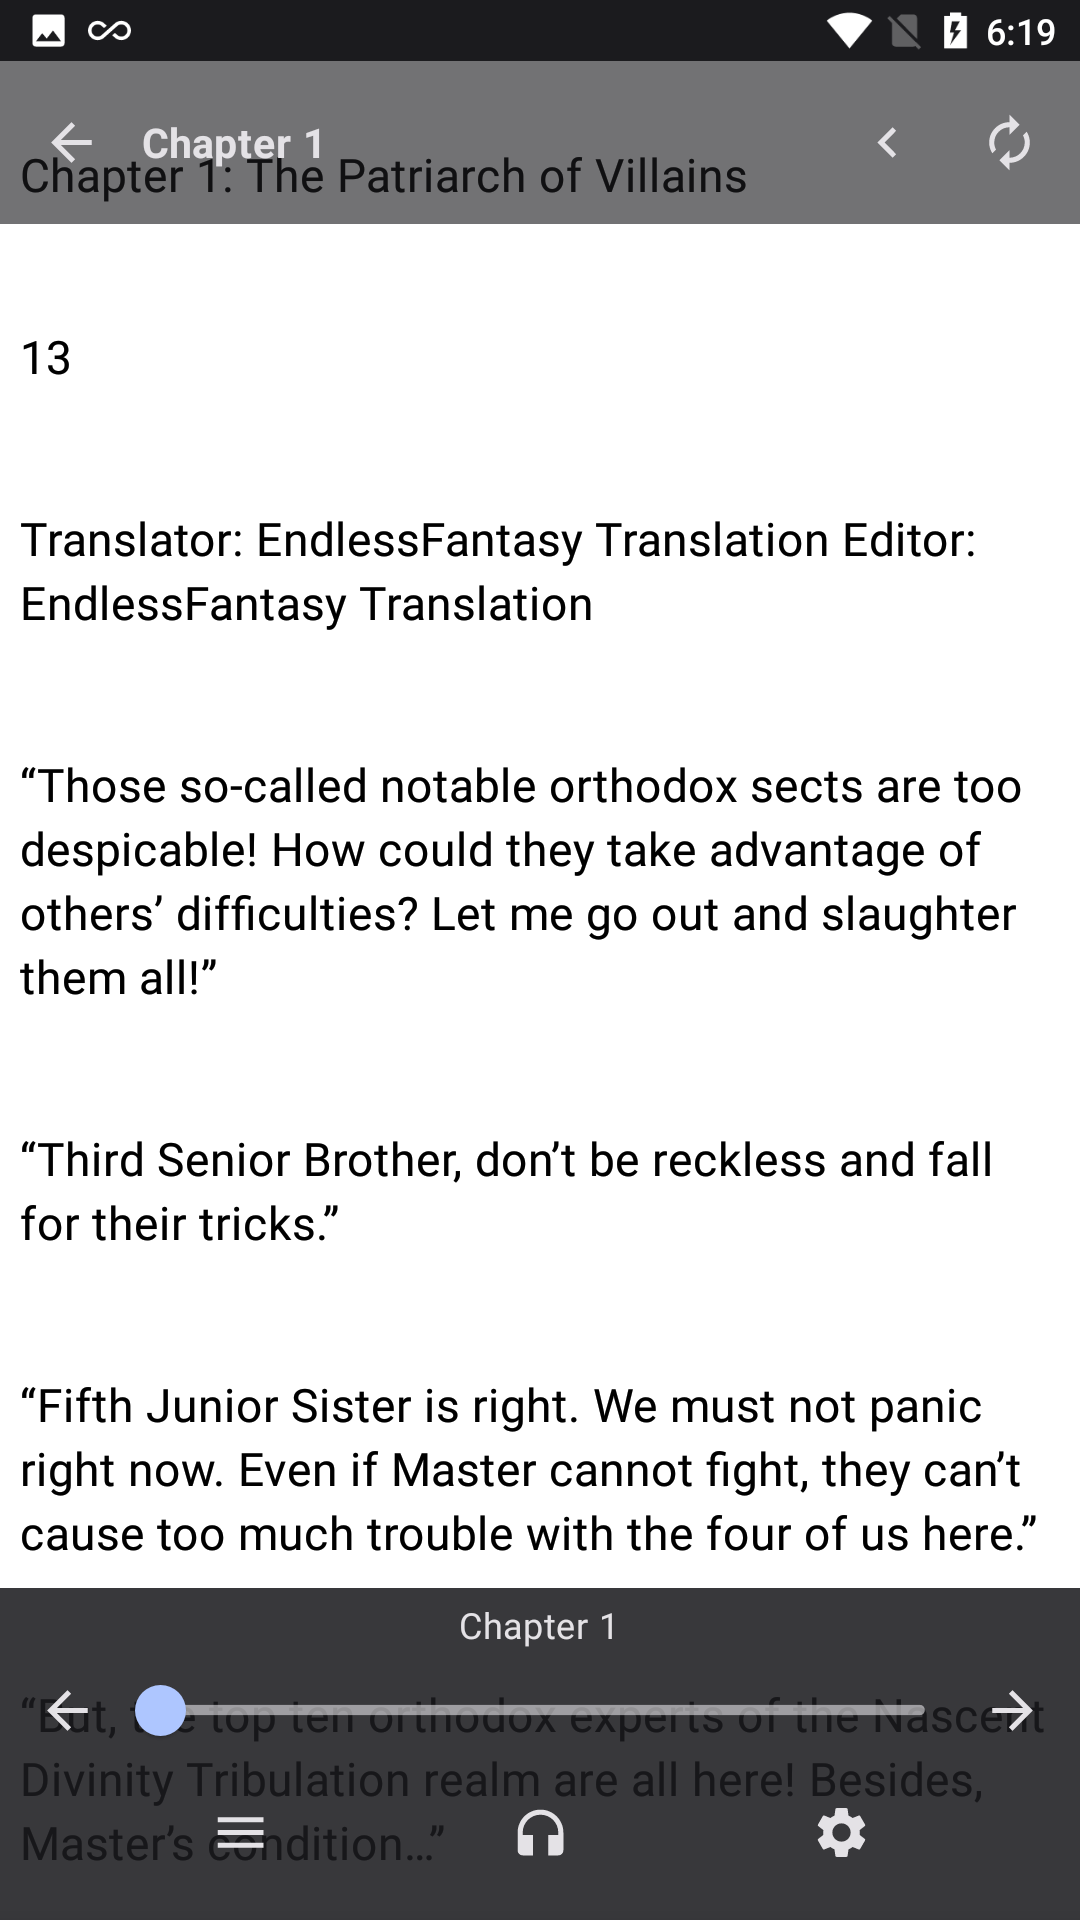 6:19
Chapter 1
Chapter 1: The Patriarch of Villains
13
Translator: EndlessFantasy Translation Editor:
EndlessFantasy Translation
“Those so-called notable orthodox sects are too
despicable! How could they take advantage of
others’ difficulties? Let me go out and slaughter
them all!”
“Third Senior Brother, don’t be reckless and fall
for their tricks.”
“Fifth Junior Sister is right. We must not panic
right now. Even if Master cannot fight, they can’t
cause too much trouble with the four of us here.”
Chapter 1
“But, the top ten orthodox experts of the Nascent
Divinity Tribulation realm are all here! Besides,
Master’s condition…”